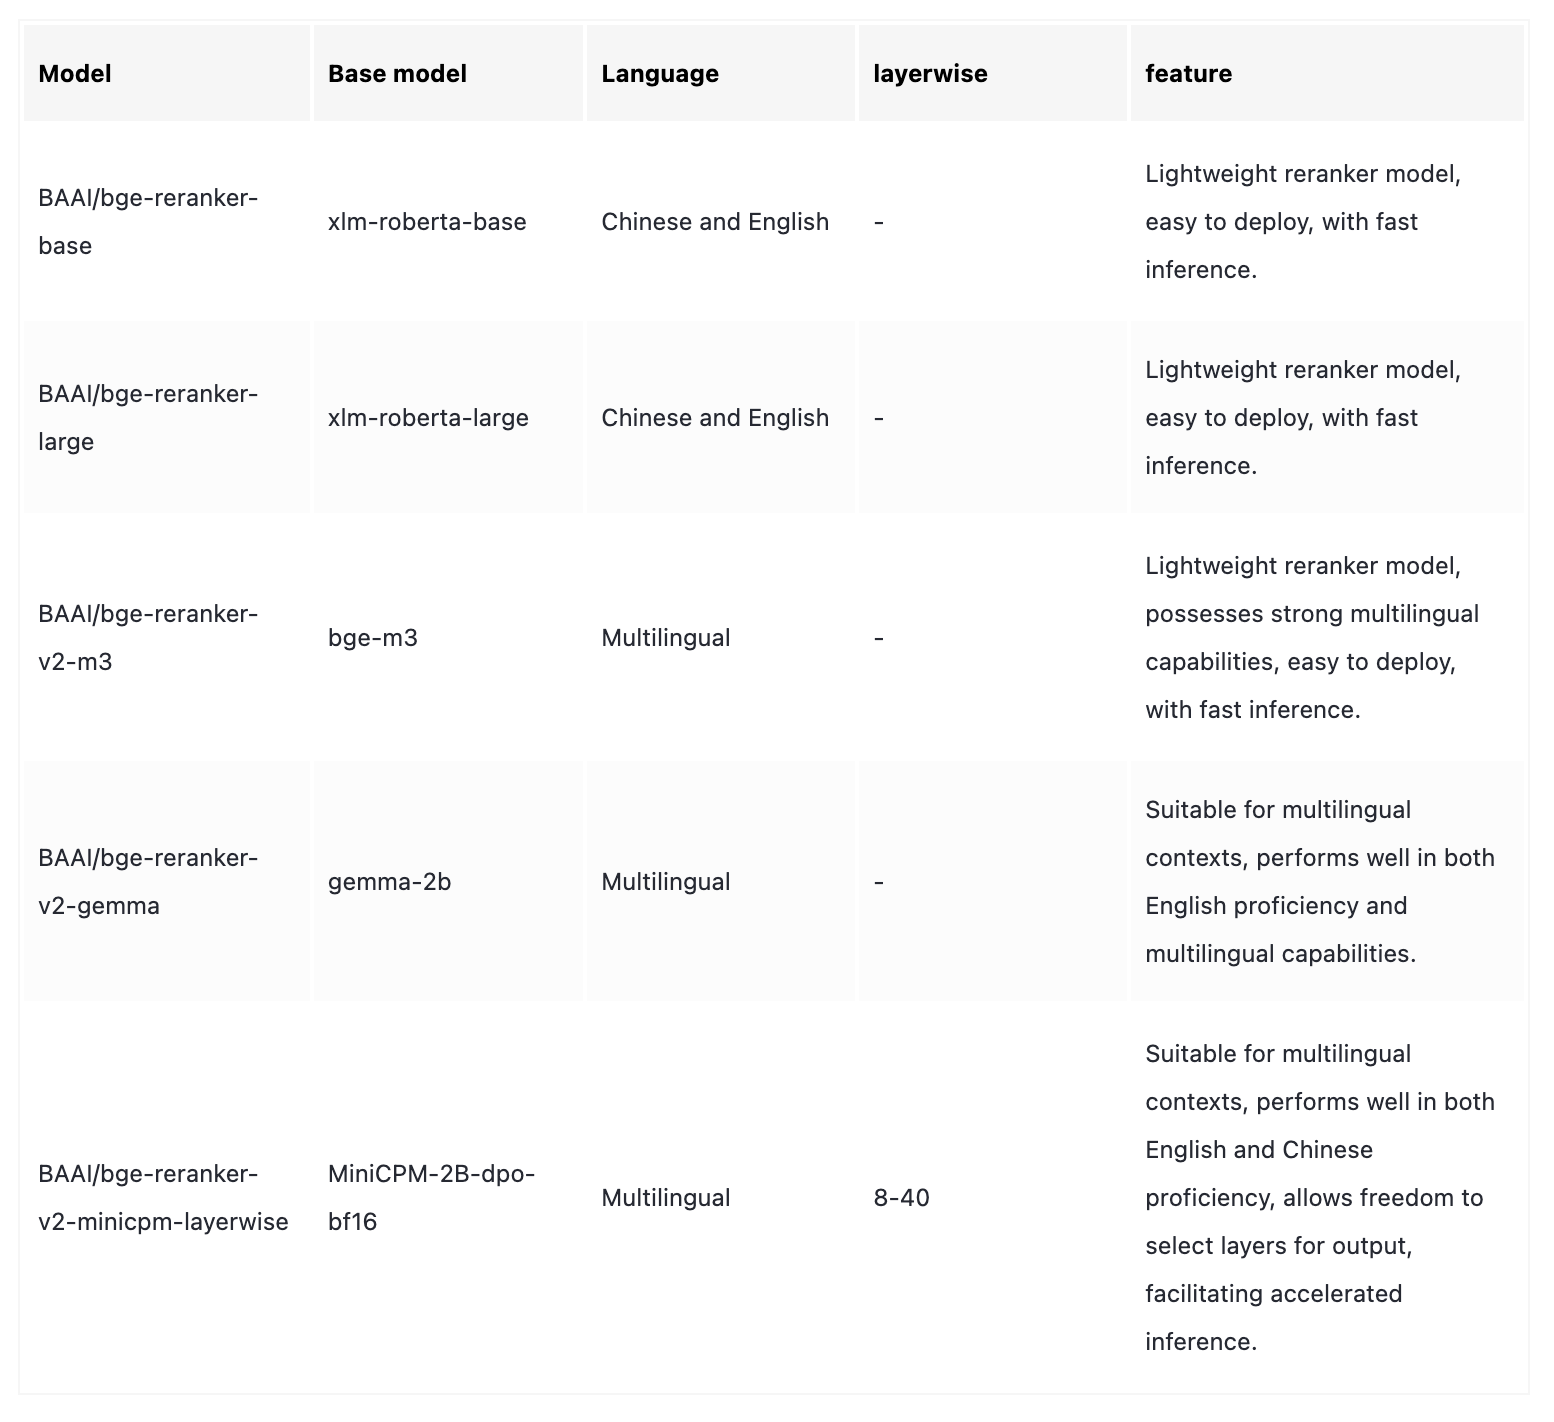 Model Base model Language layerwise feature
BAAI/bge-reranker-
base
xlm-roberta-base
Chinese and English
-
Lightweight reranker model,
easy to deploy, with fast
inference.
BAAI/bge-reranker-
large
xlm-roberta-large
Chinese and English
-
Lightweight reranker model,
easy to deploy, with fast
inference.
BAAI/bge-reranker-
v2-m3
bge-m3
Multilingual
-
Lightweight reranker model,
possesses strong multilingual
capabilities, easy to deploy,
with fast inference.
BAAI/bge-reranker-
v2-gemma
gemma-2b
Multilingual
-
Suitable for multilingual
contexts, performs well in both
English proficiency and
multilingual capabilities.
BAAI/bge-reranker-
v2-minicpm-layerwise
MiniCPM-2B-dpo-
bf16
Multilingual
8-40
Suitable for multilingual
contexts, performs well in both
English and Chinese
proficiency, allows freedom to
select layers for output,
facilitating accelerated
inference.